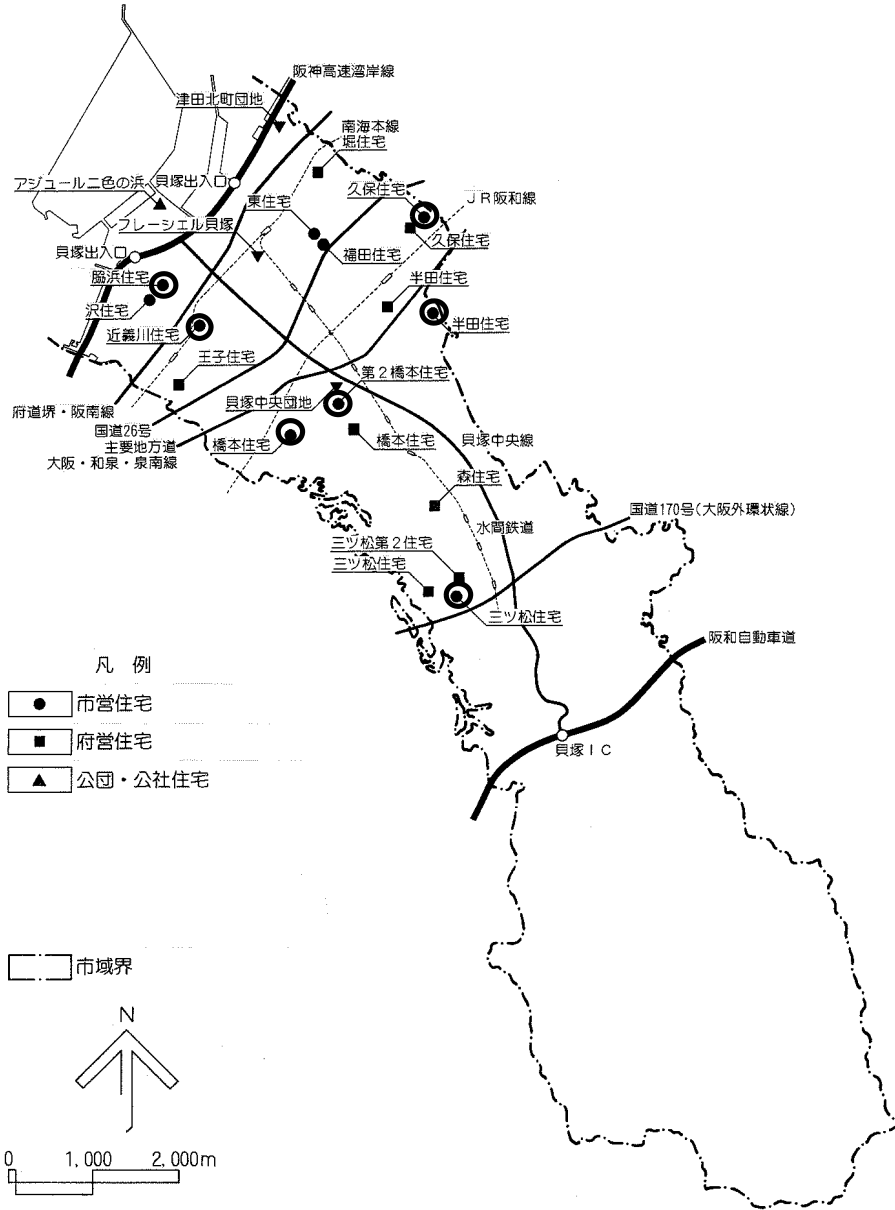 阪神高速湾岸線
津田北町団地
南海本線
堀住宅
アジュール二色の浜
貝塚出入口
久保住宅
JR阪和線
東住宅
フレーシェル貝塚
久保住宅
福田住宅
貝塚出入口
脇浜住宅
半田住宅
沢住宅
近義川住宅
半田住宅
王子住宅
第2橋本住宅
府道堺・阪南線
貝塚中央団地
国道26号
主要地方道
大阪・和泉・泉南線
橋本住宅
橋本住宅
貝塚中央線
森住宅
国道170号(大阪外環状線)
水間鉄道
三ツ松第2住宅
三ツ松住宅
三ツ松住宅
阪和自動車道
貝塚IC
凡 例
市営住宅
府営住宅
公団・公社住宅
市域界
N
0 1,000 2,000m